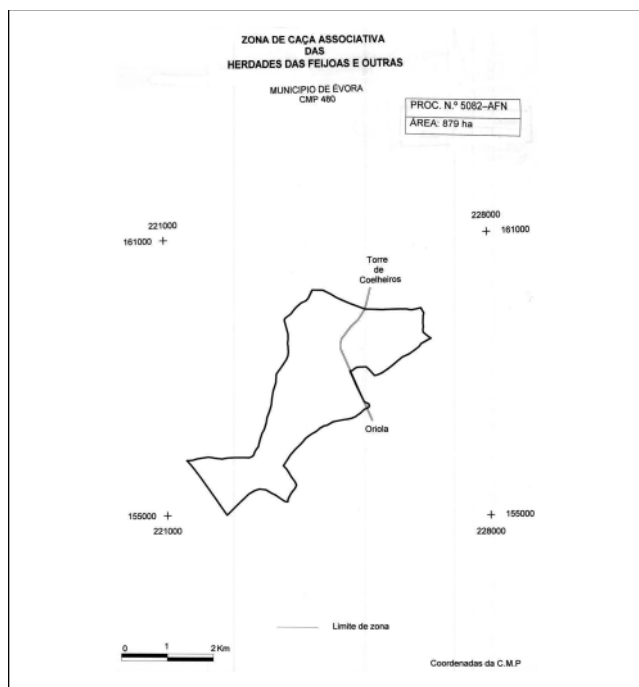 ZONA DE CAÇA ASSOCIATIVA
DAS
HERDADES DAS FEIJOAS E OUTRAS
MUNICIPIO DE ÉVORA
CMP 480
PROC. N.º 5082–AFN
ÁREA: 879 ha
221000
161000
228000
161000
Torre
de
Coelheiros
Oriola
155000
221000
155000
228000
Limite de zona
0 1 2 Km
Coordenadas da C.M.P